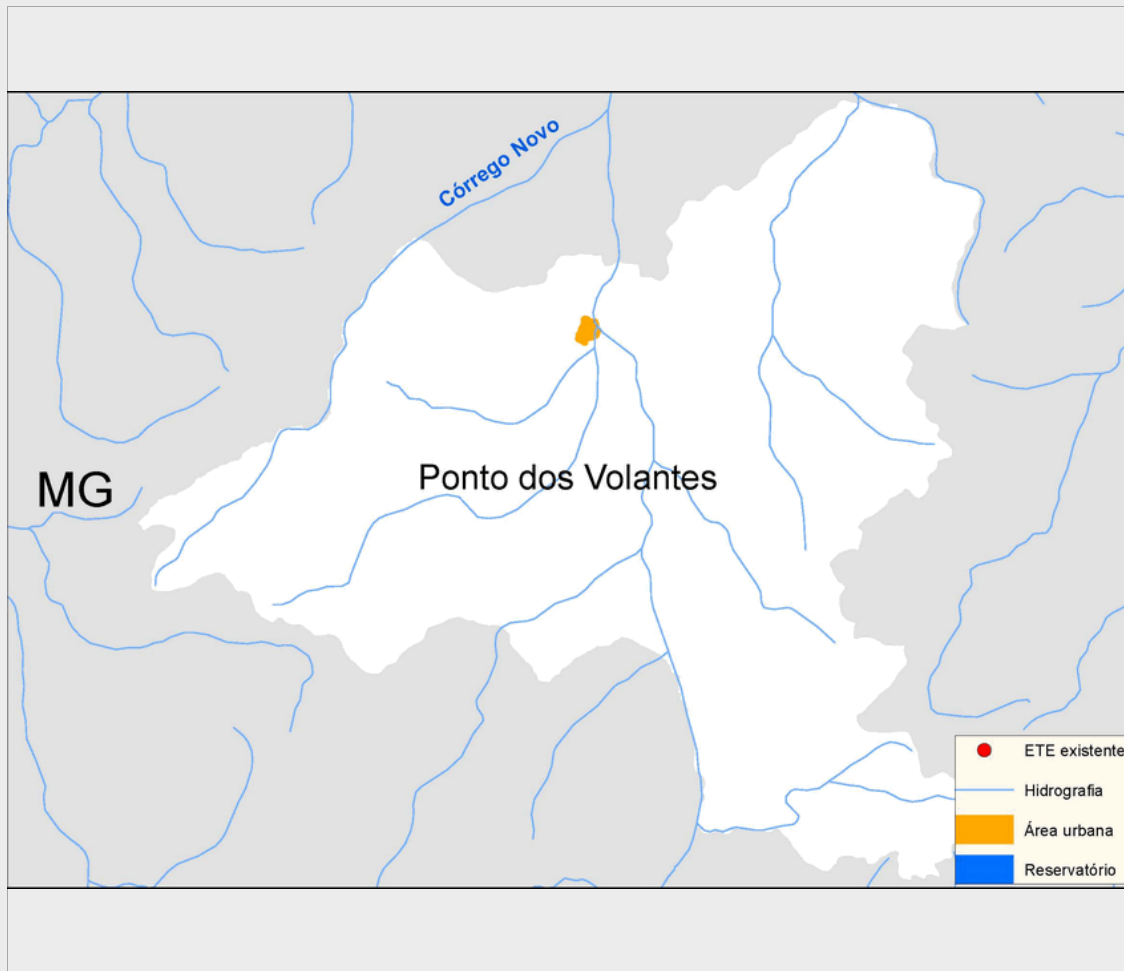 Córrego Novo
MG
Ponto dos Volantes
ETE existente
Hidrografia
Área urbana
Reservatório